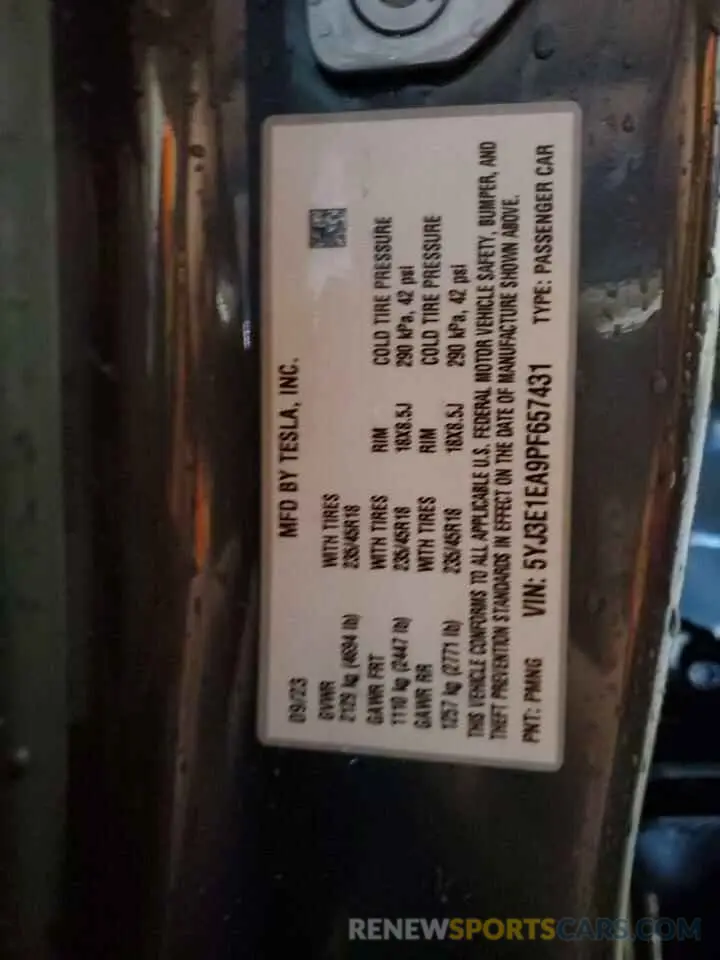 MFD BY TESLA, INC.
09/23
GVWR WITH TIRES
2129 kg (4694 lb) 235/45R18
GAWR FRT WITH TIRES RIM COLD TIRE PRESSURE
1110 kg (2447 lb) 235/45R18 18X8.5J 290 kPa, 42 psi
GAWR RR WITH TIRES RIM COLD TIRE PRESSURE
1257 kg (2771 lb) 235/45R18 18X8.5J 290 kPa, 42 psi
THIS VEHICLE CONFORMS TO ALL APPLICABLE U.S. FEDERAL MOTOR VEHICLE SAFETY, BUMPER, AND
THEFT PREVENTION STANDARDS IN EFFECT ON THE DATE OF MANUFACTURE SHOWN ABOVE.
PNT: PMNG VIN: 5YJ3E1EA9PF657431 TYPE: PASSENGER CAR
RENEWSPORTSCARS.COM